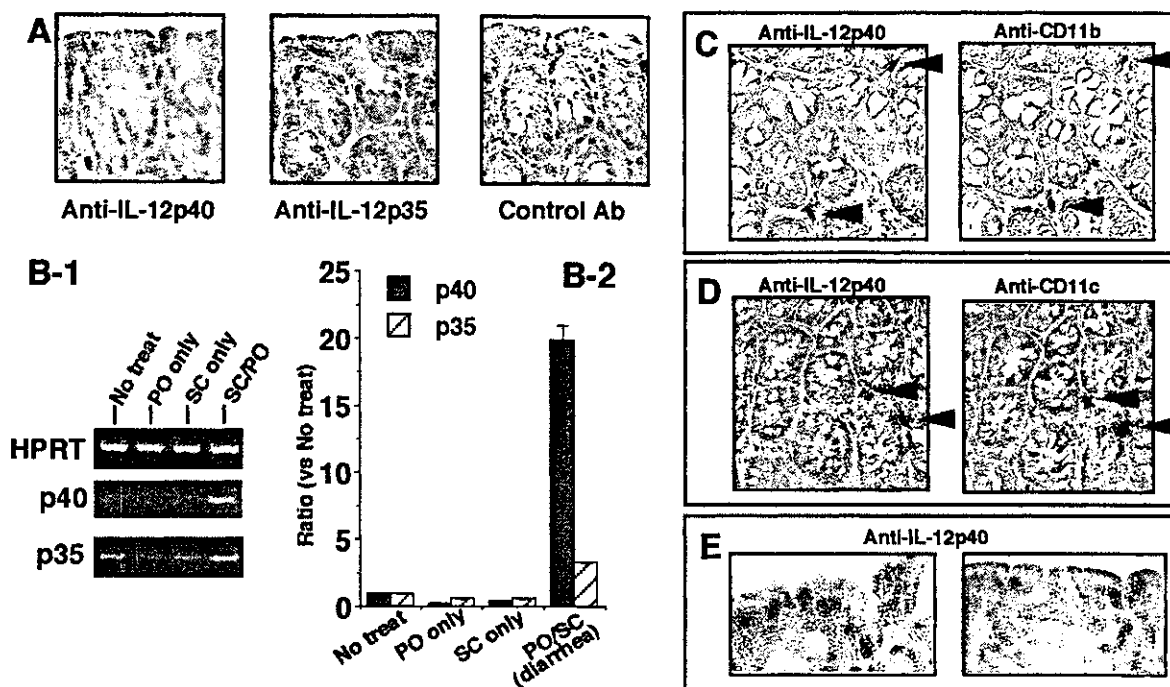 A
Anti-IL-12p40
Anti-IL-12p35
Control Ab
B-1
No treat
PO only
SC only
SC/PO
HPRT
p40
p35
B-2
Ratio (vs No treat)
25
20
15
10
5
0
p40
p35
No treat
PO only
SC only
PO/SC
(diarrhea)
C
Anti-IL-12p40
Anti-CD11b
D
Anti-IL-12p40
Anti-CD11c
E
Anti-IL-12p40